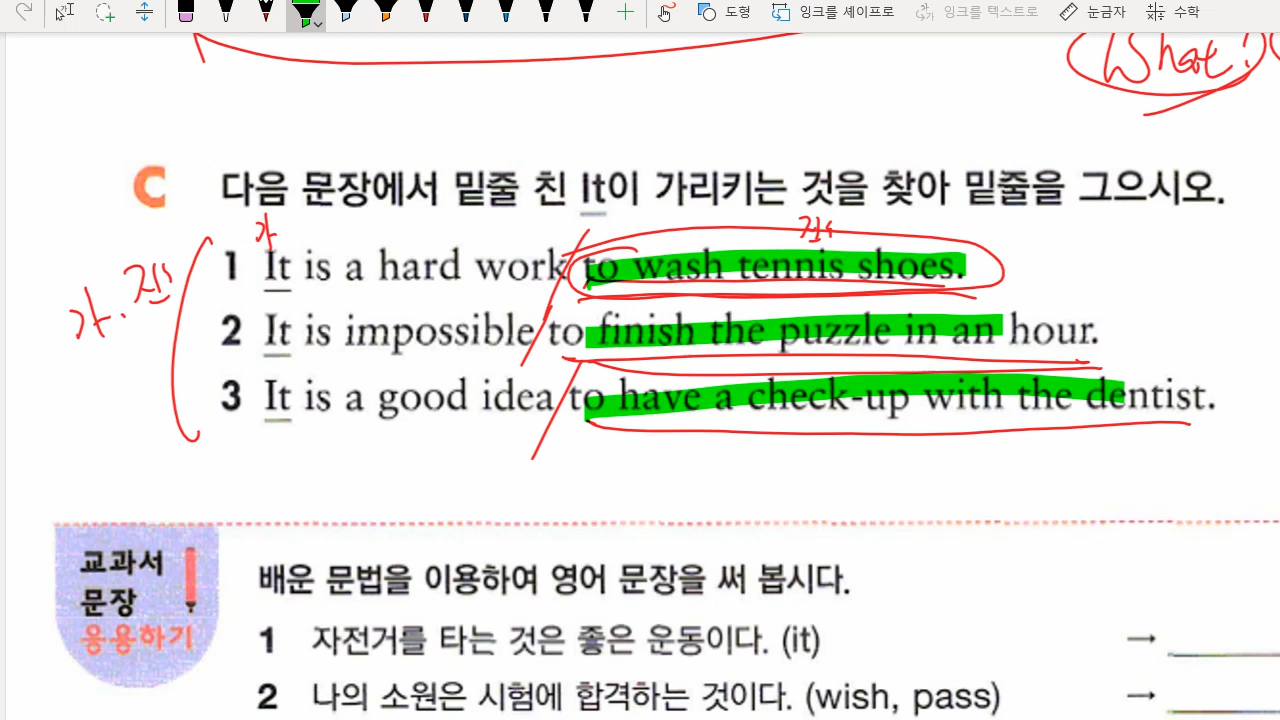 도형 잉크를 셰이프로 잉크를 텍스트로 눈금자 수학
What?
C 다음 문장에서 밑줄 친 It이 가리키는 것을 찾아 밑줄을 그으시오.
가 진
1 It is a hard work to wash tennis shoes.
가. 진
2 It is impossible to finish the puzzle in an hour.
3 It is a good idea to have a check-up with the dentist.
교과서
문장
응용하기
배운 문법을 이용하여 영어 문장을 써 봅시다.
1 자전거를 타는 것은 좋은 운동이다. (it) →
2 나의 소원은 시험에 합격하는 것이다. (wish, pass) →